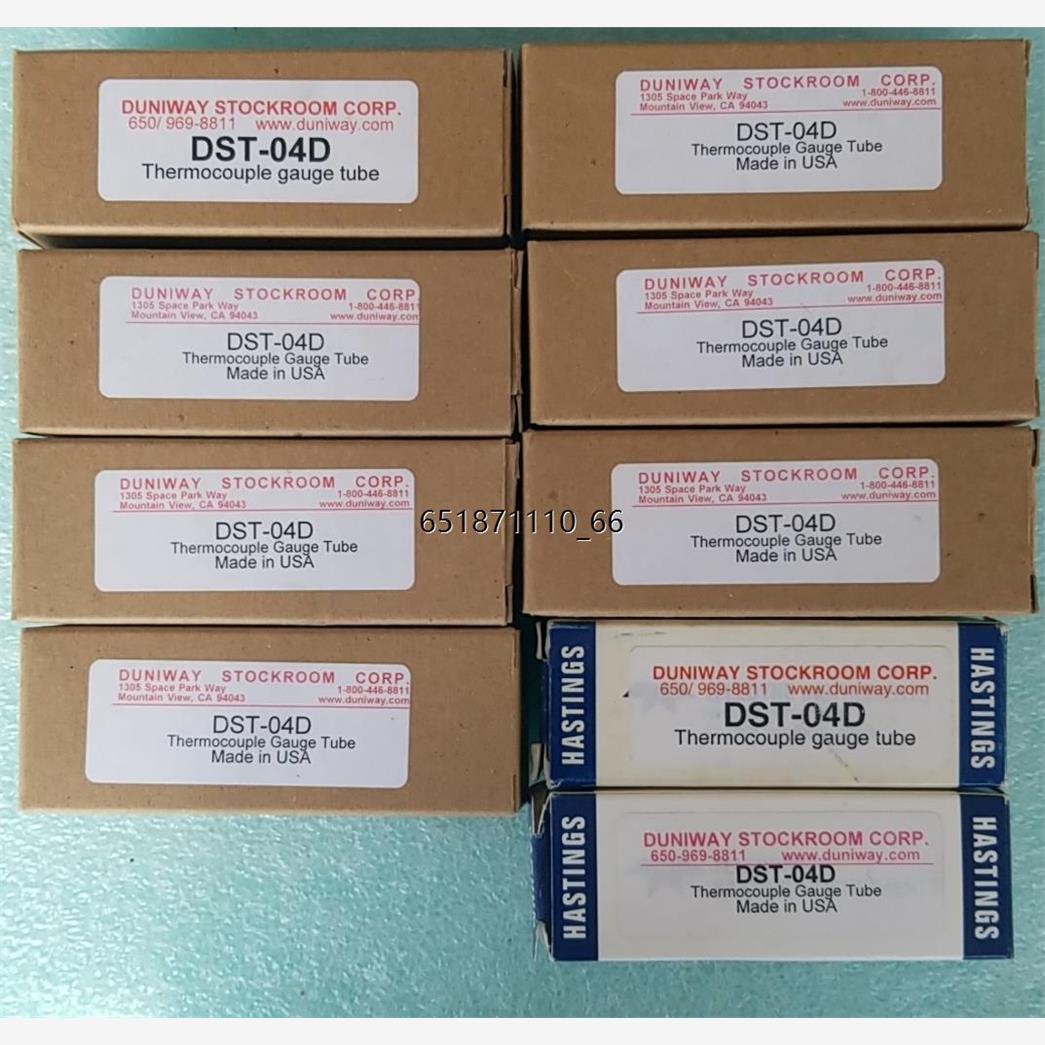 DUNIWAY STOCKROOM CORP.
650/ 969-8811 www.duniway.com
DST-04D
Thermocouple gauge tube
DUNIWAY STOCKROOM CORP.
1305 Space Park Way 1-800-446-8811
Mountain View, CA 94043 www.duniway.com
DST-04D
Thermocouple Gauge Tube
Made in USA
DUNIWAY STOCKROOM CORP.
1305 Space Park Way 1-800-446-8811
Mountain View, CA 94043 www.duniway.com
DST-04D
Thermocouple Gauge Tube
Made in USA
DUNIWAY STOCKROOM CORP.
1305 Space Park Way 1-800-446-8811
Mountain View, CA 94043 www.duniway.com
DST-04D
Thermocouple Gauge Tube
Made in USA
DUNIWAY STOCKROOM CORP.
1305 Space Park Way 1-800-446-8811
Mountain View, CA 94043 www.duniway.com
DST-04D
Thermocouple Gauge Tube
Made in USA
651871110_66
DUNIWAY STOCKROOM CORP.
1305 Space Park Way 1-800-446-8811
Mountain View, CA 94043 www.duniway.com
DST-04D
Thermocouple Gauge Tube
Made in USA
DUNIWAY STOCKROOM CORP.
1305 Space Park Way 1-800-446-8811
Mountain View, CA 94043 www.duniway.com
DST-04D
Thermocouple Gauge Tube
Made in USA
HASTINGS
DUNIWAY STOCKROOM CORP.
650/ 969-8811 www.duniway.com
DST-04D
Thermocouple gauge tube
HASTINGS
HASTINGS
DUNIWAY STOCKROOM CORP.
650-969-8811 www.duniway.com
DST-04D
Thermocouple Gauge Tube
Made in USA
HASTINGS